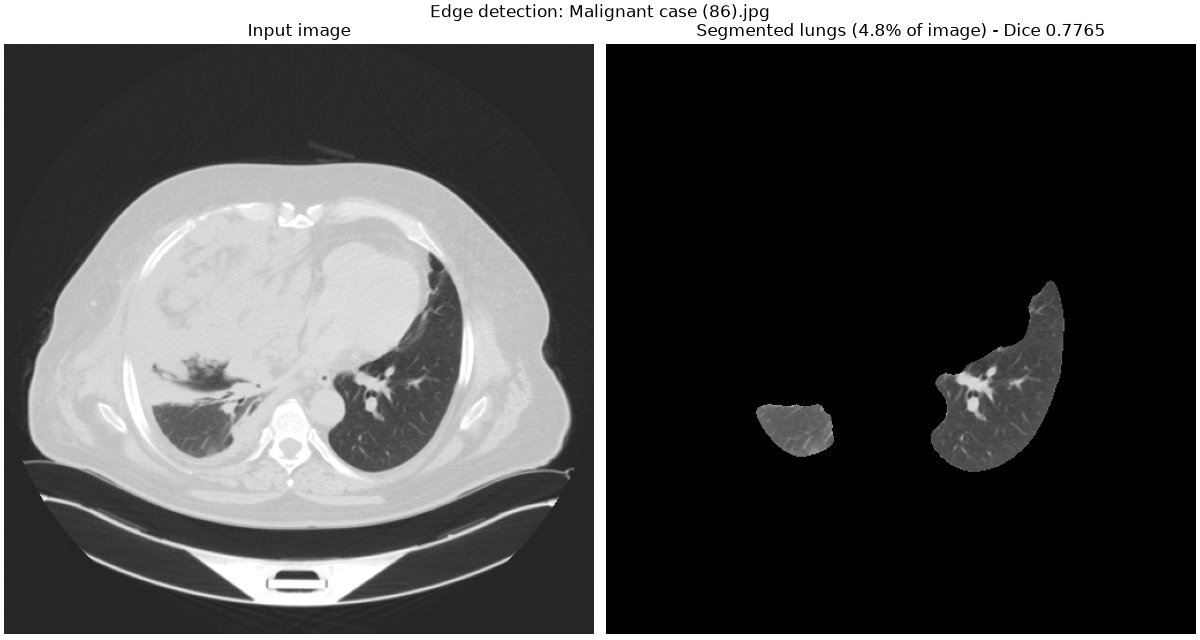 Edge detection: Malignant case (86).jpg
Input image
Segmented lungs (4.8% of image) - Dice 0.7765